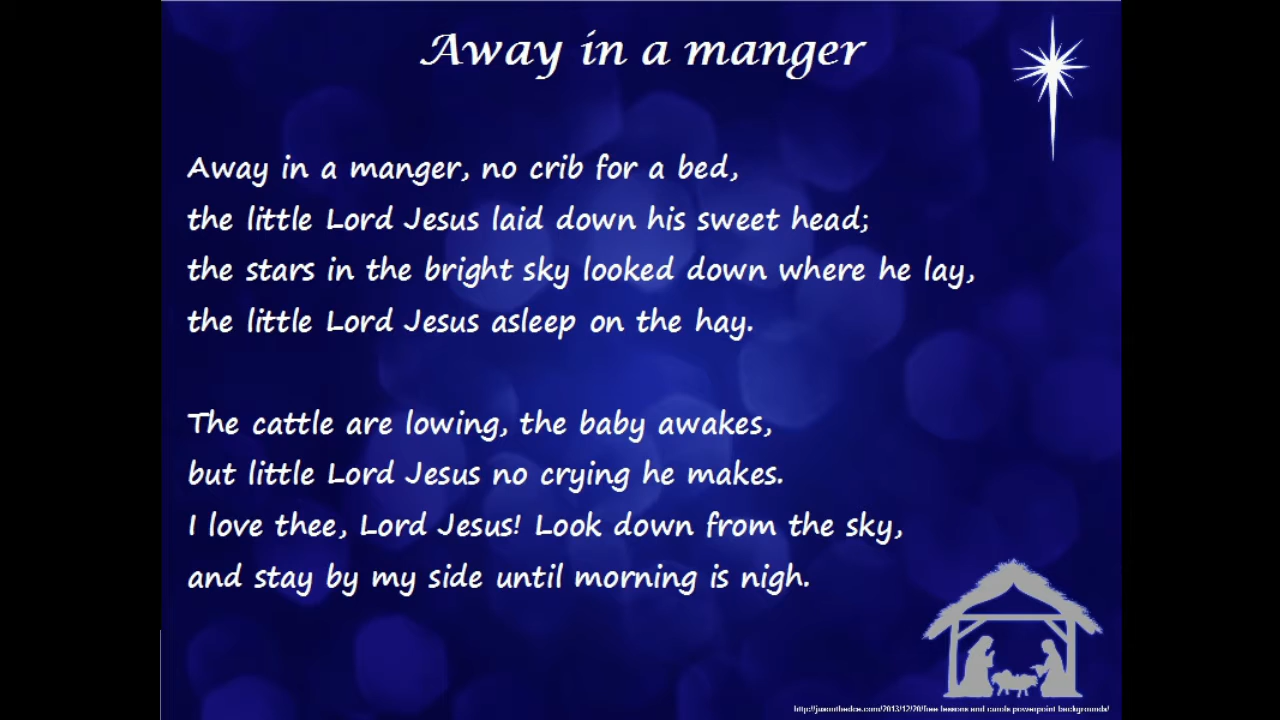 Away in a manger
Away in a manger, no crib for a bed,
the little Lord Jesus laid down his sweet head;
the stars in the bright sky looked down where he lay,
the little Lord Jesus asleep on the hay.
The cattle are lowing, the baby awakes,
but little Lord Jesus no crying he makes.
I love thee, Lord Jesus! Look down from the sky,
and stay by my side until morning is nigh.